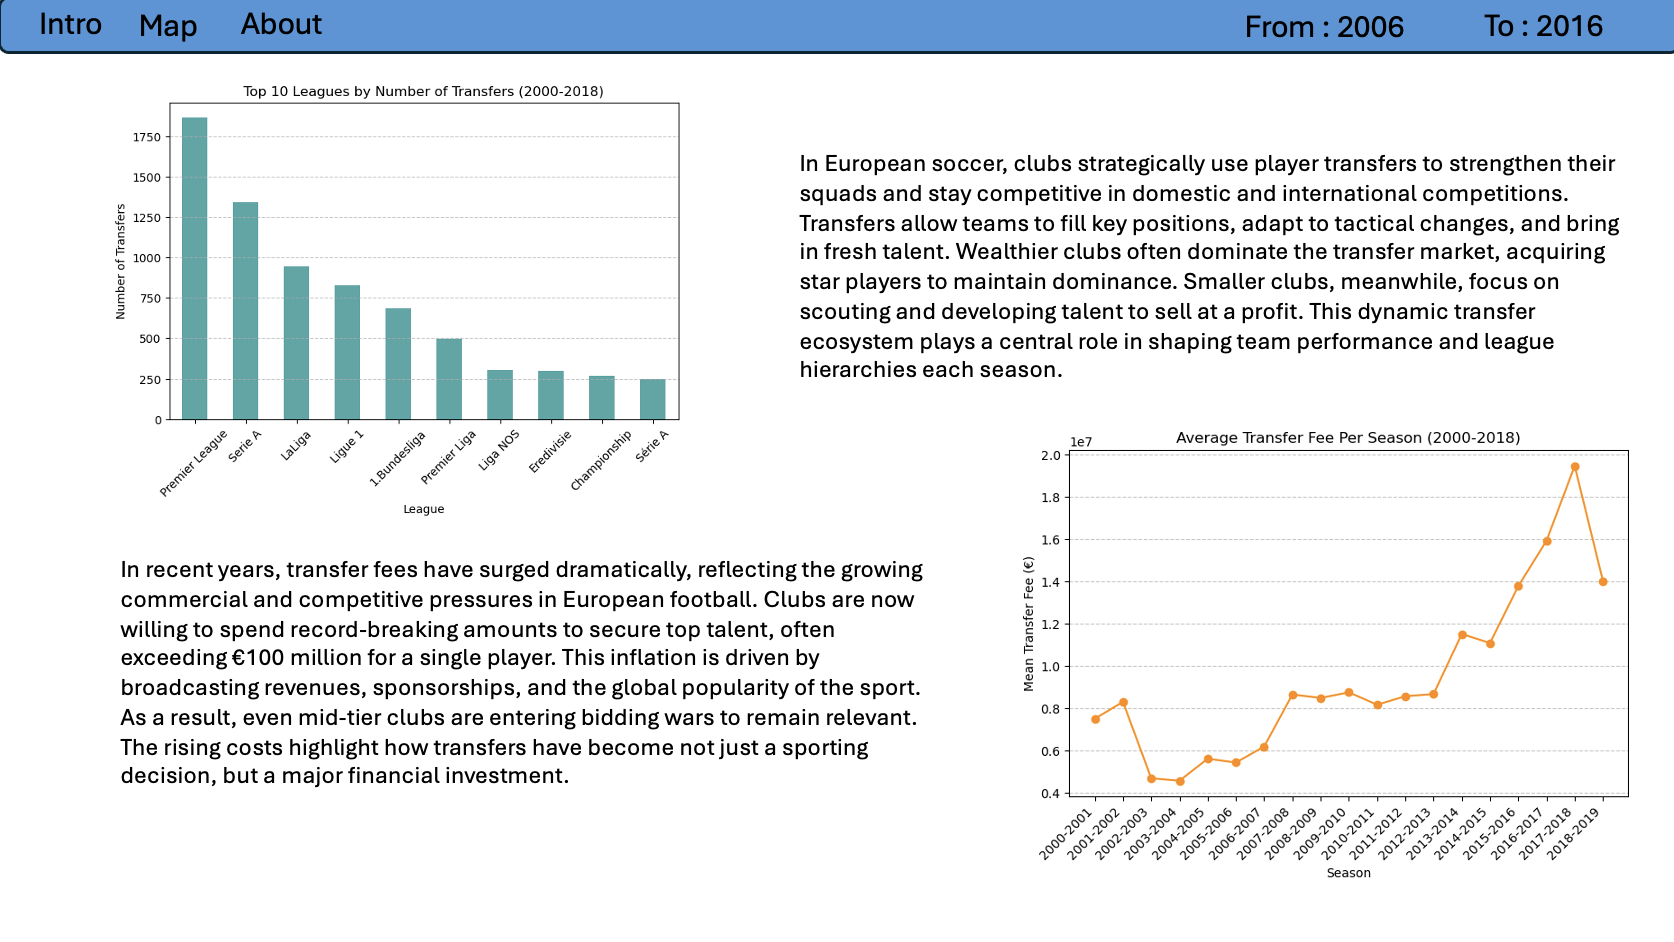 Intro Map About From : 2006 To : 2016
Top 10 Leagues by Number of Transfers (2000-2018)
Number of Transfers
1750
1500
1250
1000
750
500
250
0
Premier League
Serie A
LaLiga
Ligue 1
1.Bundesliga
Premier Liga
Liga NOS
Eredivisie
Championship
Série A
League
In European soccer, clubs strategically use player transfers to strengthen their
squads and stay competitive in domestic and international competitions.
Transfers allow teams to fill key positions, adapt to tactical changes, and bring
in fresh talent. Wealthier clubs often dominate the transfer market, acquiring
star players to maintain dominance. Smaller clubs, meanwhile, focus on
scouting and developing talent to sell at a profit. This dynamic transfer
ecosystem plays a central role in shaping team performance and league
hierarchies each season.
In recent years, transfer fees have surged dramatically, reflecting the growing
commercial and competitive pressures in European football. Clubs are now
willing to spend record-breaking amounts to secure top talent, often
exceeding €100 million for a single player. This inflation is driven by
broadcasting revenues, sponsorships, and the global popularity of the sport.
As a result, even mid-tier clubs are entering bidding wars to remain relevant.
The rising costs highlight how transfers have become not just a sporting
decision, but a major financial investment.
Average Transfer Fee Per Season (2000-2018)
1e7
Mean Transfer Fee (€)
2.0
1.8
1.6
1.4
1.2
1.0
0.8
0.6
0.4
2000-2001
2001-2002
2002-2003
2003-2004
2004-2005
2005-2006
2006-2007
2007-2008
2008-2009
2009-2010
2010-2011
2011-2012
2012-2013
2013-2014
2014-2015
2015-2016
2016-2017
2017-2018
2018-2019
Season